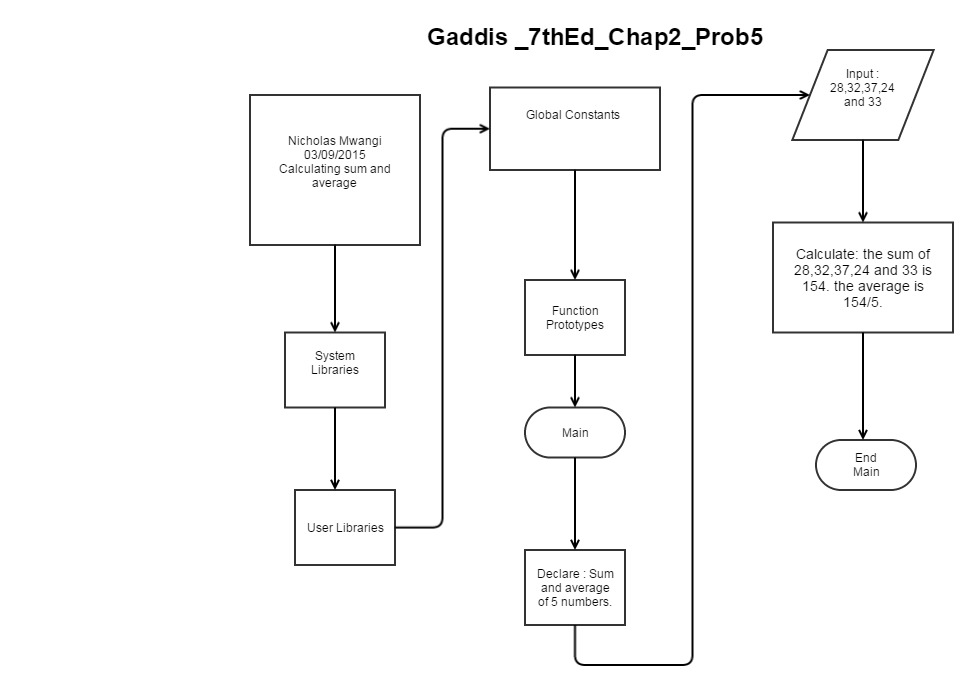 Gaddis _7thEd_Chap2_Prob5
Nicholas Mwangi
03/09/2015
Calculating sum and
average
System
Libraries
User Libraries
Global Constants
Function
Prototypes
Main
Declare : Sum
and average
of 5 numbers.
Input :
28,32,37,24
and 33
Calculate: the sum of
28,32,37,24 and 33 is
154. the average is
154/5.
End
Main